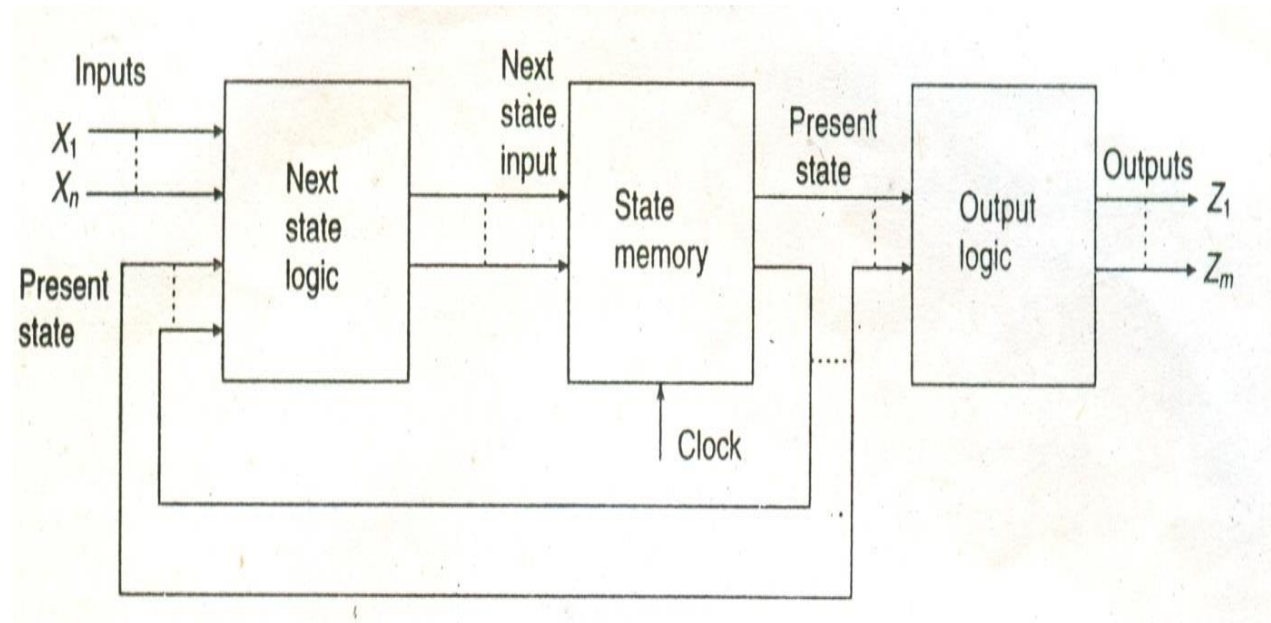 Inputs
X1
Xn
Present
state
Next
state
logic
Next
state
input
State
memory
Clock
Present
state
Output
logic
Outputs
Z1
Zm